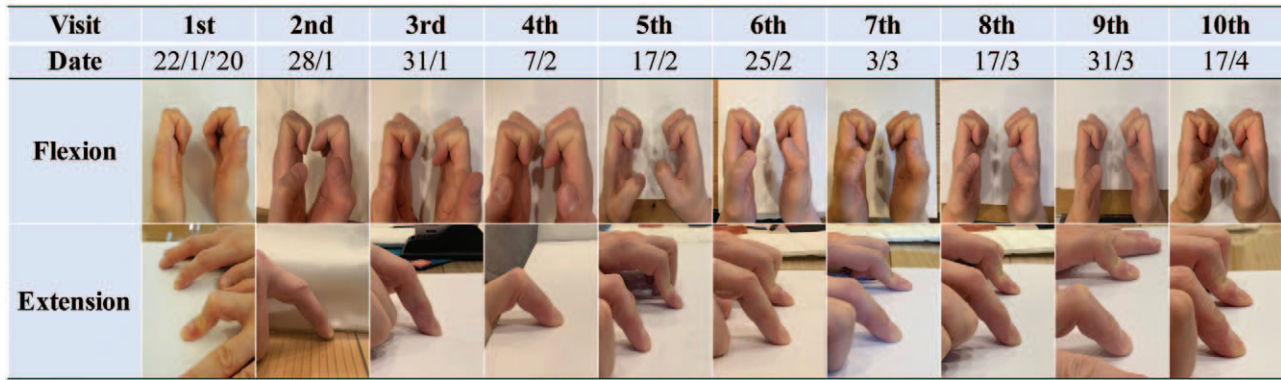 Visit 1st 2nd 3rd 4th 5th 6th 7th 8th 9th 10th
Date 22/1/'20 28/1 31/1 7/2 17/2 25/2 3/3 17/3 31/3 17/4
Flexion
Extension